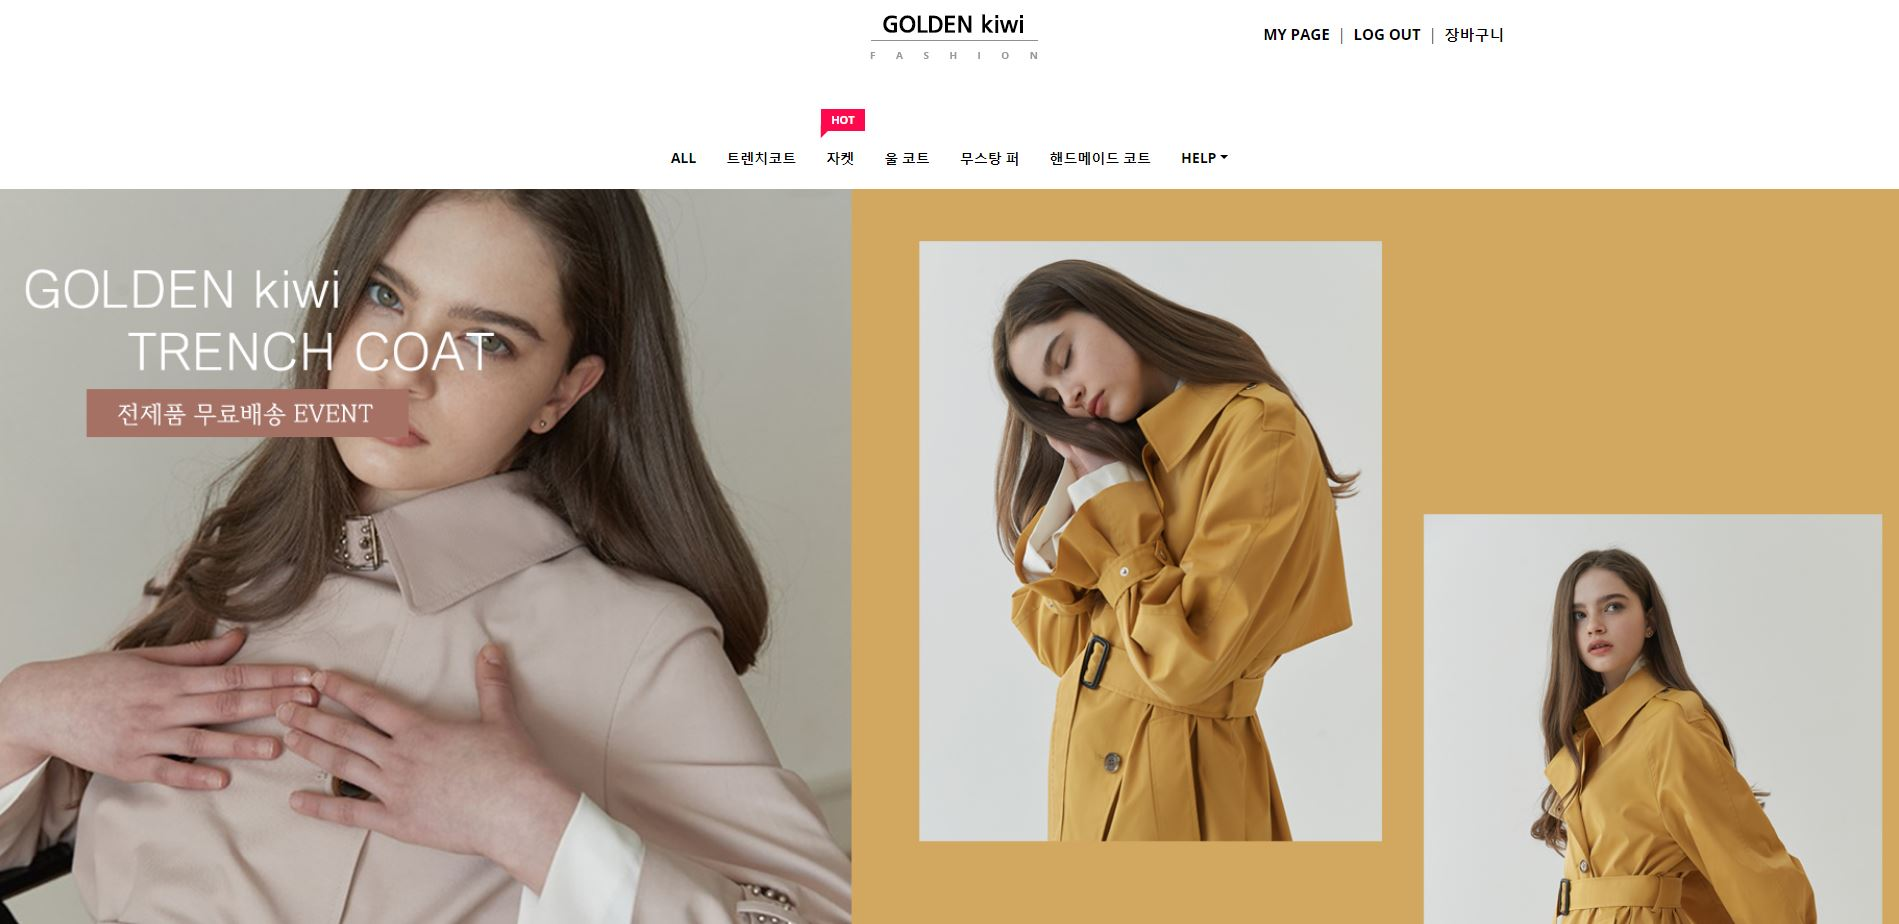 GOLDEN kiwi
FASHION
MY PAGE | LOG OUT | 장바구니
HOT
ALL 트렌치코트 자켓 울 코트 무스탕 퍼 핸드메이드 코트 HELP
GOLDEN kiwi
TRENCH COAT
전제품 무료배송 EVENT